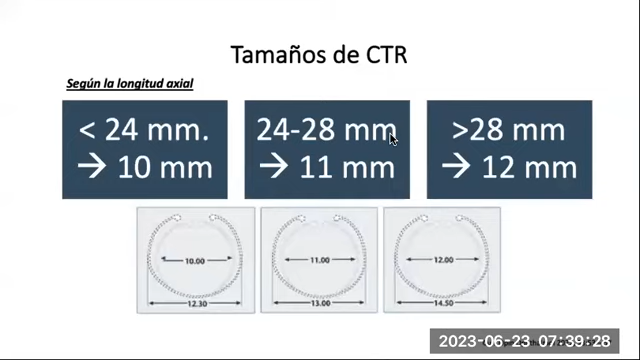 Tamaños de CTR
Según la longitud axial
< 24 mm.
→ 10 mm
24-28 mm
→ 11 mm
>28 mm
→ 12 mm
10.00
12.30
11.00
13.00
12.00
14.50
2023-06-23 07:39:28